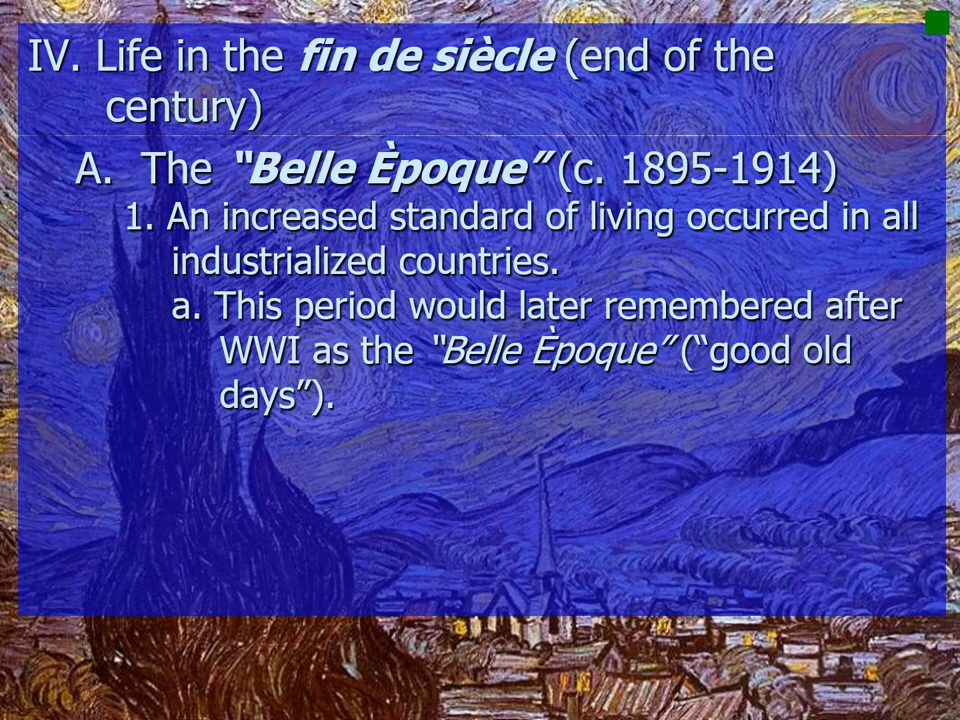 IV. Life in the fin de siècle (end of the
century)
A. The “Belle Èpoque” (c. 1895-1914)
1. An increased standard of living occurred in all
industrialized countries.
a. This period would later remembered after
WWI as the “Belle Èpoque” (“good old
days”).